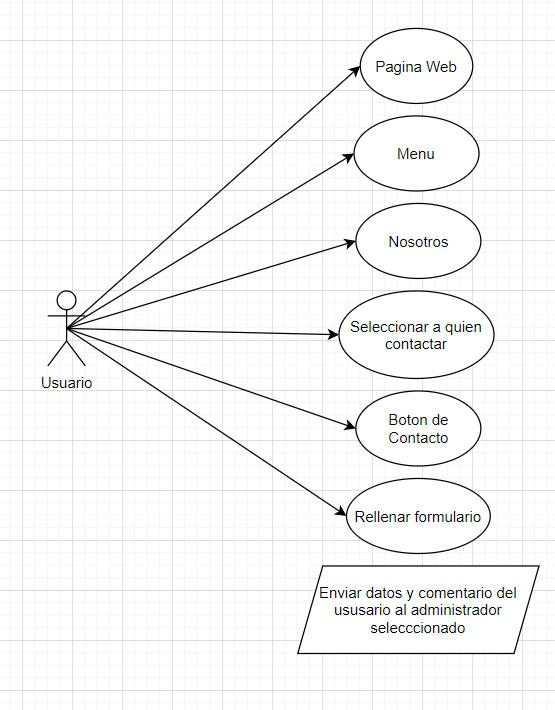 Pagina Web
Menu
Nosotros
Seleccionar a quien
contactar
Usuario
Boton de
Contacto
Rellenar formulario
Enviar datos y comentario del
ususario al administrador
selecccionado